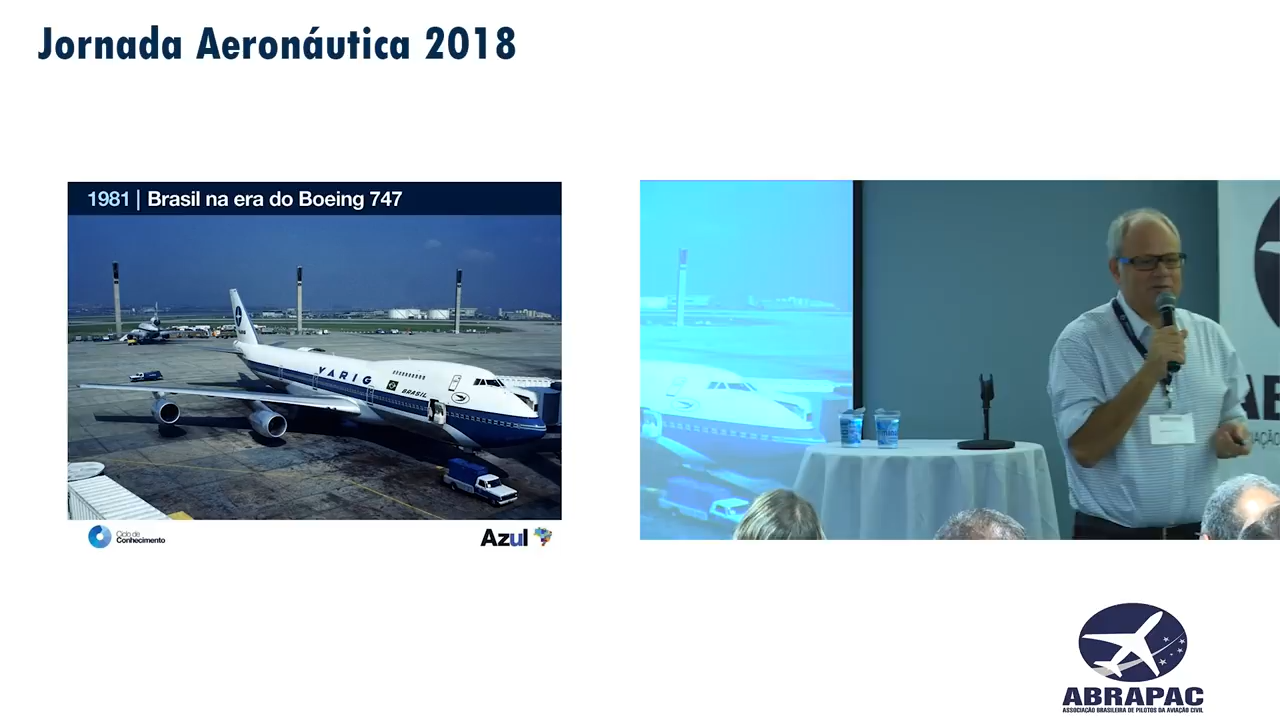 Jornada Aeronáutica 2018
1981 | Brasil na era do Boeing 747
VARIG
BRASIL
Ciclo de
Conhecimento
Azul
ABRAPAC
ASSOCIAÇÃO BRASILEIRA DE PILOTOS DA AVIAÇÃO CIVIL